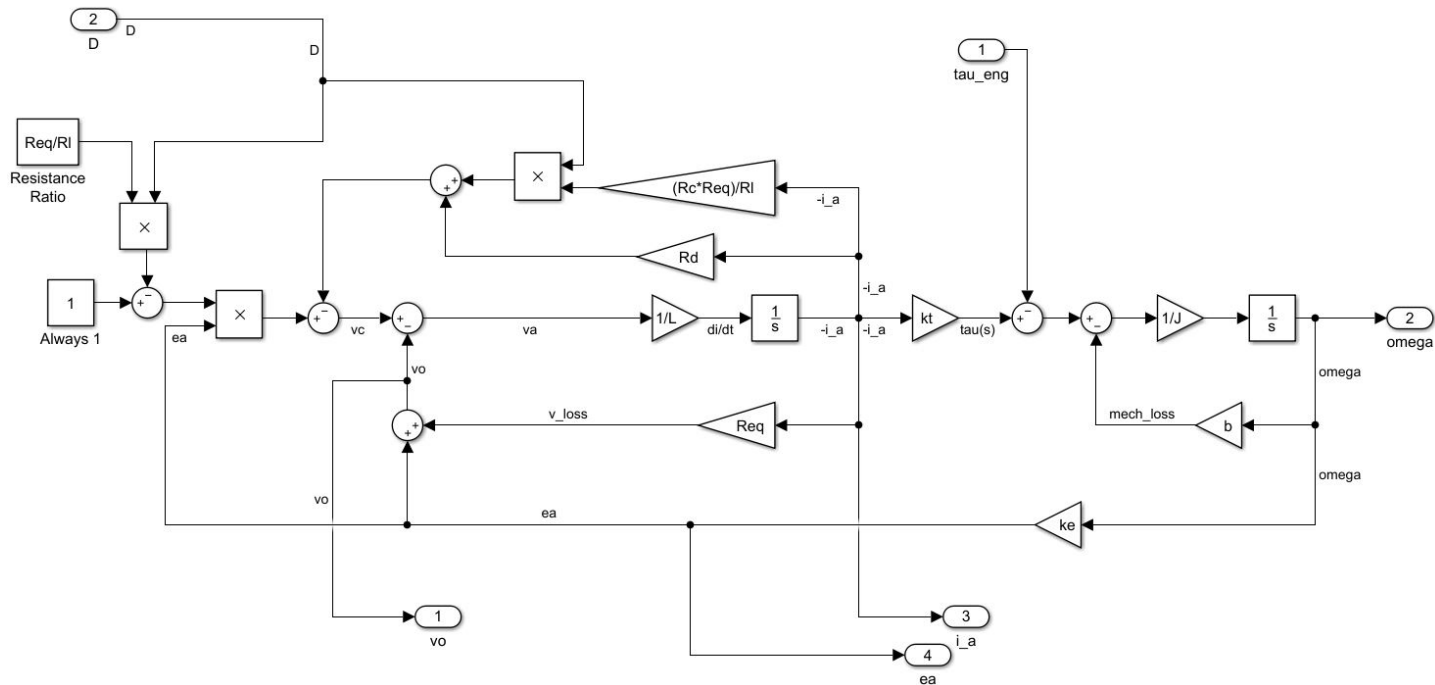 2
D
D
D
1
tau_eng
Req/Rl
Resistance
Ratio
×
+
+
×
(Rc*Req)/Rl
-i_a
Rd
-i_a
1
Always 1
+
−
×
ea
+
−
vc
+
−
va
1/L
di/dt
1
s
-i_a
-i_a
kt
tau(s)
+
−
+
−
1/J
1
s
2
omega
vo
omega
+
+
v_loss
Req
mech_loss
b
vo
ea
ke
omega
1
vo
3
i_a
4
ea
×